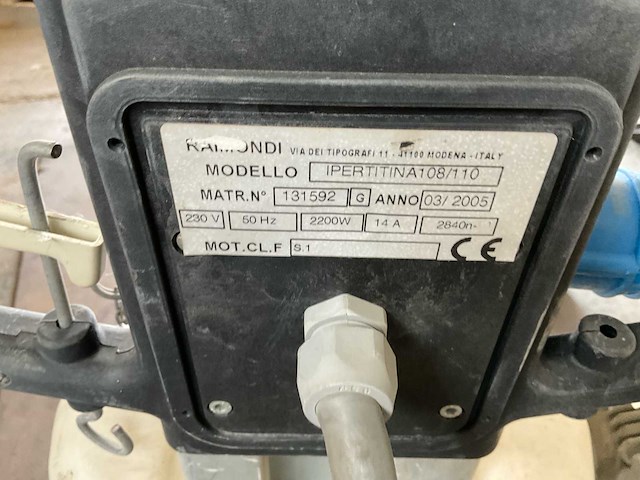 RAIMONDI VIA DEI TIPOGRAFI 11 - 41100 MODENA - ITALY
MODELLO IPERTITINA108/110
MATR.N° 131592 G ANNO 03/2005
230 V 50 Hz 2200W 14 A 2840n-
MOT.CL.F S.1 CE